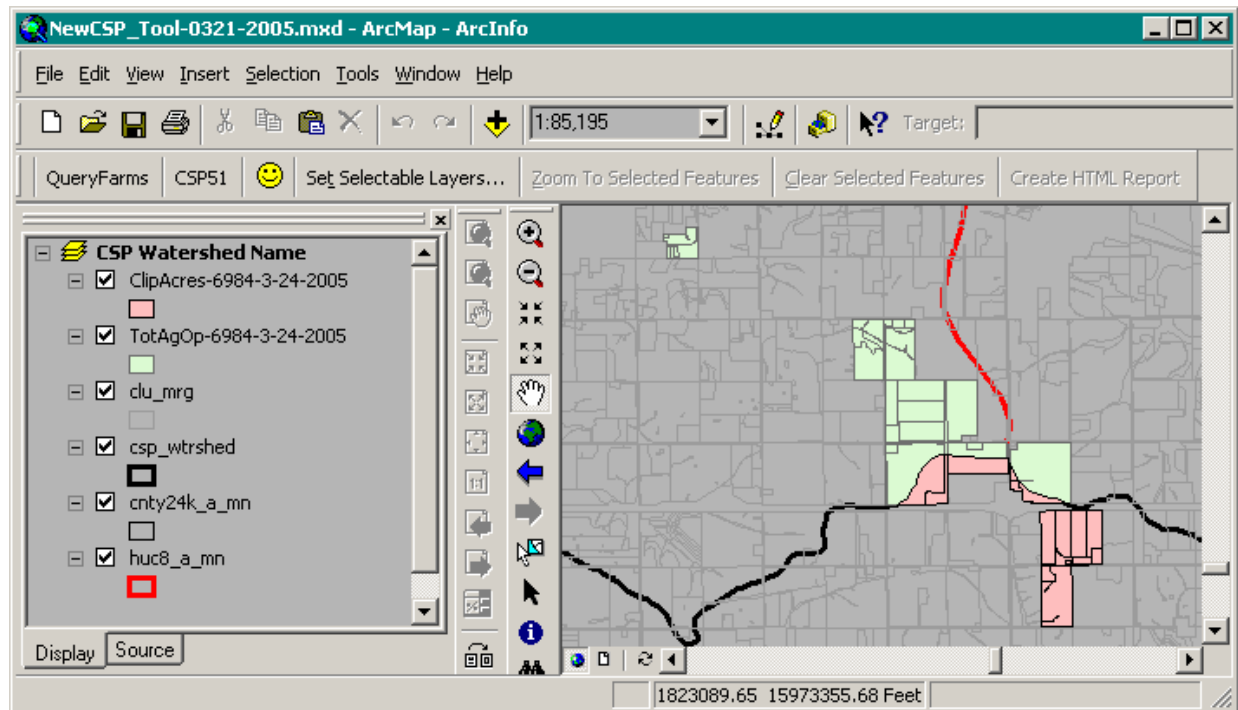 NewCSP_Tool-0321-2005.mxd - ArcMap - ArcInfo
File Edit View Insert Selection Tools Window Help
1:85,195 Target:
QueryFarms CSP51 Set Selectable Layers... Zoom To Selected Features Clear Selected Features Create HTML Report
CSP Watershed Name
ClipAcres-6984-3-24-2005
TotAgOp-6984-3-24-2005
clu_mrg
csp_wtrshed
cnty24k_a_mn
huc8_a_mn
1:1
Display Source
1823089.65 15973355.68 Feet